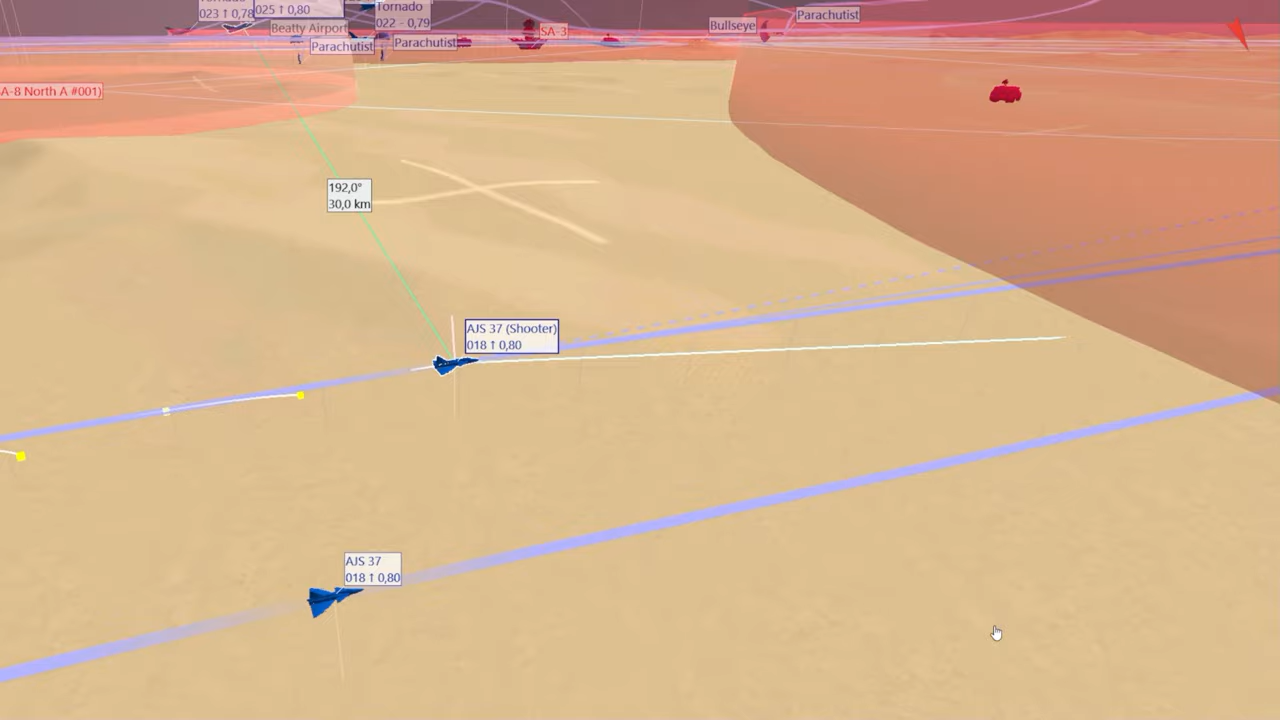 Tornado
023 ↑ 0,78
025 ↑ 0,80
Tornado
022 - 0,79
Beatty Airport
Parachutist
Parachutist
SA-3
Bullseye
Parachutist
A-8 North A #001)
192,0°
30,0 km
AJS 37 (Shooter)
018 ↑ 0,80
AJS 37
018 ↑ 0,80